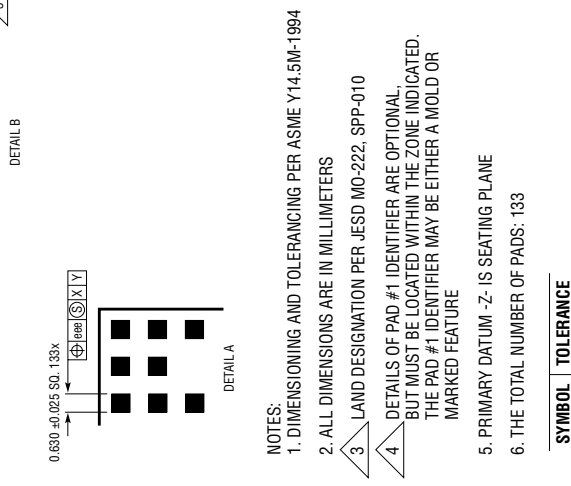 DETAIL B
0.630 ±0.025 SQ. 133x
⌖ eee Ⓢ X Y
DETAIL A
NOTES:
1. DIMENSIONING AND TOLERANCING PER ASME Y14.5M-1994
2. ALL DIMENSIONS ARE IN MILLIMETERS
3 LAND DESIGNATION PER JESD MO-222, SPP-010
4 DETAILS OF PAD #1 IDENTIFIER ARE OPTIONAL,
BUT MUST BE LOCATED WITHIN THE ZONE INDICATED.
THE PAD #1 IDENTIFIER MAY BE EITHER A MOLD OR
MARKED FEATURE
5. PRIMARY DATUM -Z- IS SEATING PLANE
6. THE TOTAL NUMBER OF PADS: 133
SYMBOL TOLERANCE